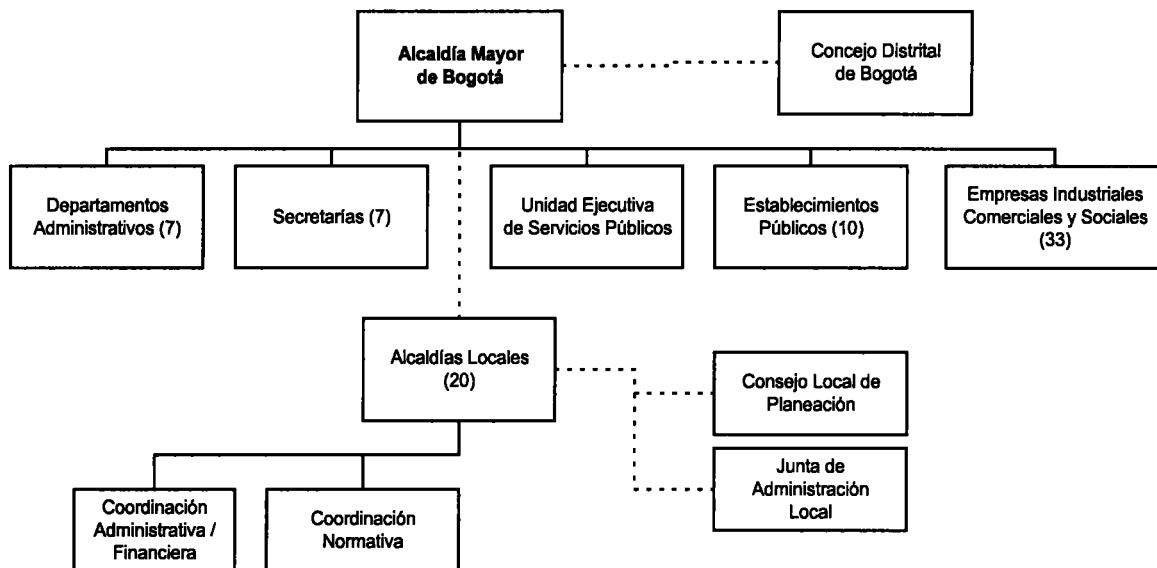 Alcaldía Mayor
de Bogotá
Concejo Distrital
de Bogotá
Departamentos
Administrativos (7)
Secretarías (7)
Unidad Ejecutiva
de Servicios Públicos
Establecimientos
Públicos (10)
Empresas Industriales
Comerciales y Sociales
(33)
Alcaldías Locales
(20)
Consejo Local de
Planeación
Junta de
Administración
Local
Coordinación
Administrativa /
Financiera
Coordinación
Normativa